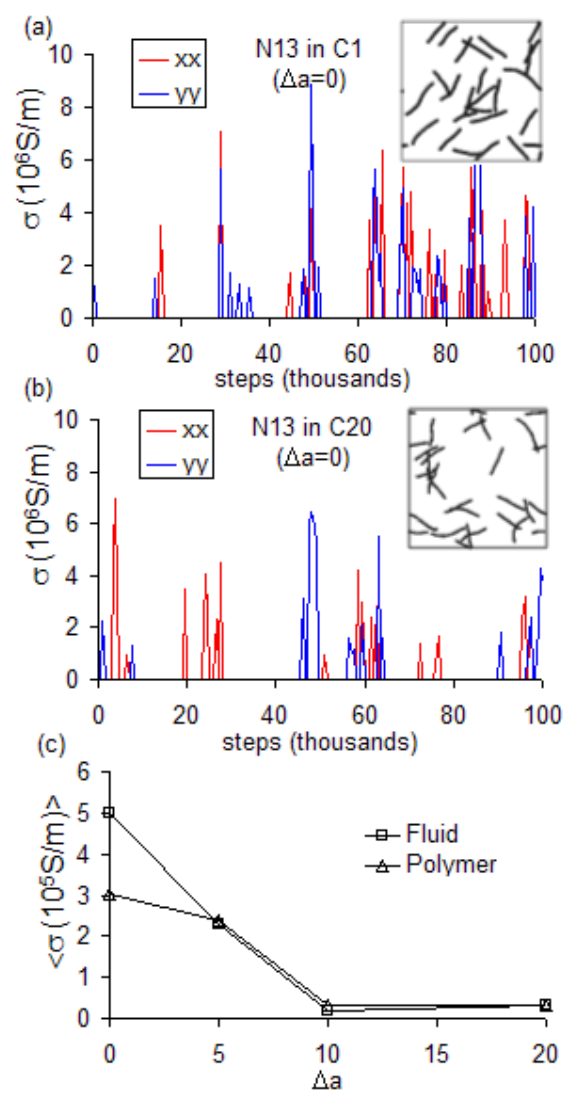 (a)
10
8
6
4
2
0
σ (10⁶S/m)
xx
yy
N13 in C1
(Δa=0)
0 20 40 60 80 100
steps (thousands)
(b)
10
8
6
4
2
0
σ (10⁶S/m)
xx
yy
N13 in C20
(Δa=0)
0 20 40 60 80 100
steps (thousands)
(c)
6
5
4
3
2
1
0
<σ (10⁵S/m)>
Fluid
Polymer
0 5 10 15 20
Δa